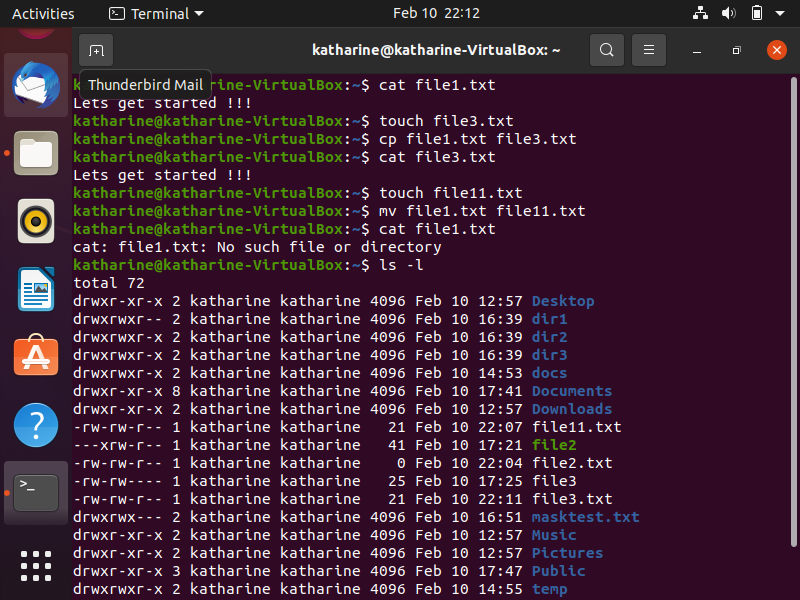 Activities
Terminal
Feb 10 22:12
katharine@katharine-VirtualBox: ~
Thunderbird Mail
k rine-VirtualBox:~$ cat file1.txt
Lets get started !!!
katharine@katharine-VirtualBox:~$ touch file3.txt
katharine@katharine-VirtualBox:~$ cp file1.txt file3.txt
katharine@katharine-VirtualBox:~$ cat file3.txt
Lets get started !!!
katharine@katharine-VirtualBox:~$ touch file11.txt
katharine@katharine-VirtualBox:~$ mv file1.txt file11.txt
katharine@katharine-VirtualBox:~$ cat file1.txt
cat: file1.txt: No such file or directory
katharine@katharine-VirtualBox:~$ ls -l
total 72
drwxr-xr-x 2 katharine katharine 4096 Feb 10 12:57 Desktop
drwxrwxr-- 2 katharine katharine 4096 Feb 10 16:39 dir1
drwxrwxr-x 2 katharine katharine 4096 Feb 10 16:39 dir2
drwxrwxr-x 2 katharine katharine 4096 Feb 10 16:39 dir3
drwxrwxr-x 2 katharine katharine 4096 Feb 10 14:53 docs
drwxr-xr-x 8 katharine katharine 4096 Feb 10 17:41 Documents
drwxr-xr-x 2 katharine katharine 4096 Feb 10 12:57 Downloads
-rw-rw-r-- 1 katharine katharine   21 Feb 10 22:07 file11.txt
---xrw-r-- 1 katharine katharine   41 Feb 10 17:21 file2
-rw-rw-r-- 1 katharine katharine    0 Feb 10 22:04 file2.txt
-rw-rw---- 1 katharine katharine   25 Feb 10 17:25 file3
-rw-rw-r-- 1 katharine katharine   21 Feb 10 22:11 file3.txt
drwxrwx--- 2 katharine katharine 4096 Feb 10 16:51 masktest.txt
drwxr-xr-x 2 katharine katharine 4096 Feb 10 12:57 Music
drwxr-xr-x 2 katharine katharine 4096 Feb 10 12:57 Pictures
drwxr-xr-x 3 katharine katharine 4096 Feb 10 17:47 Public
drwxrwxr-x 2 katharine katharine 4096 Feb 10 14:55 temp